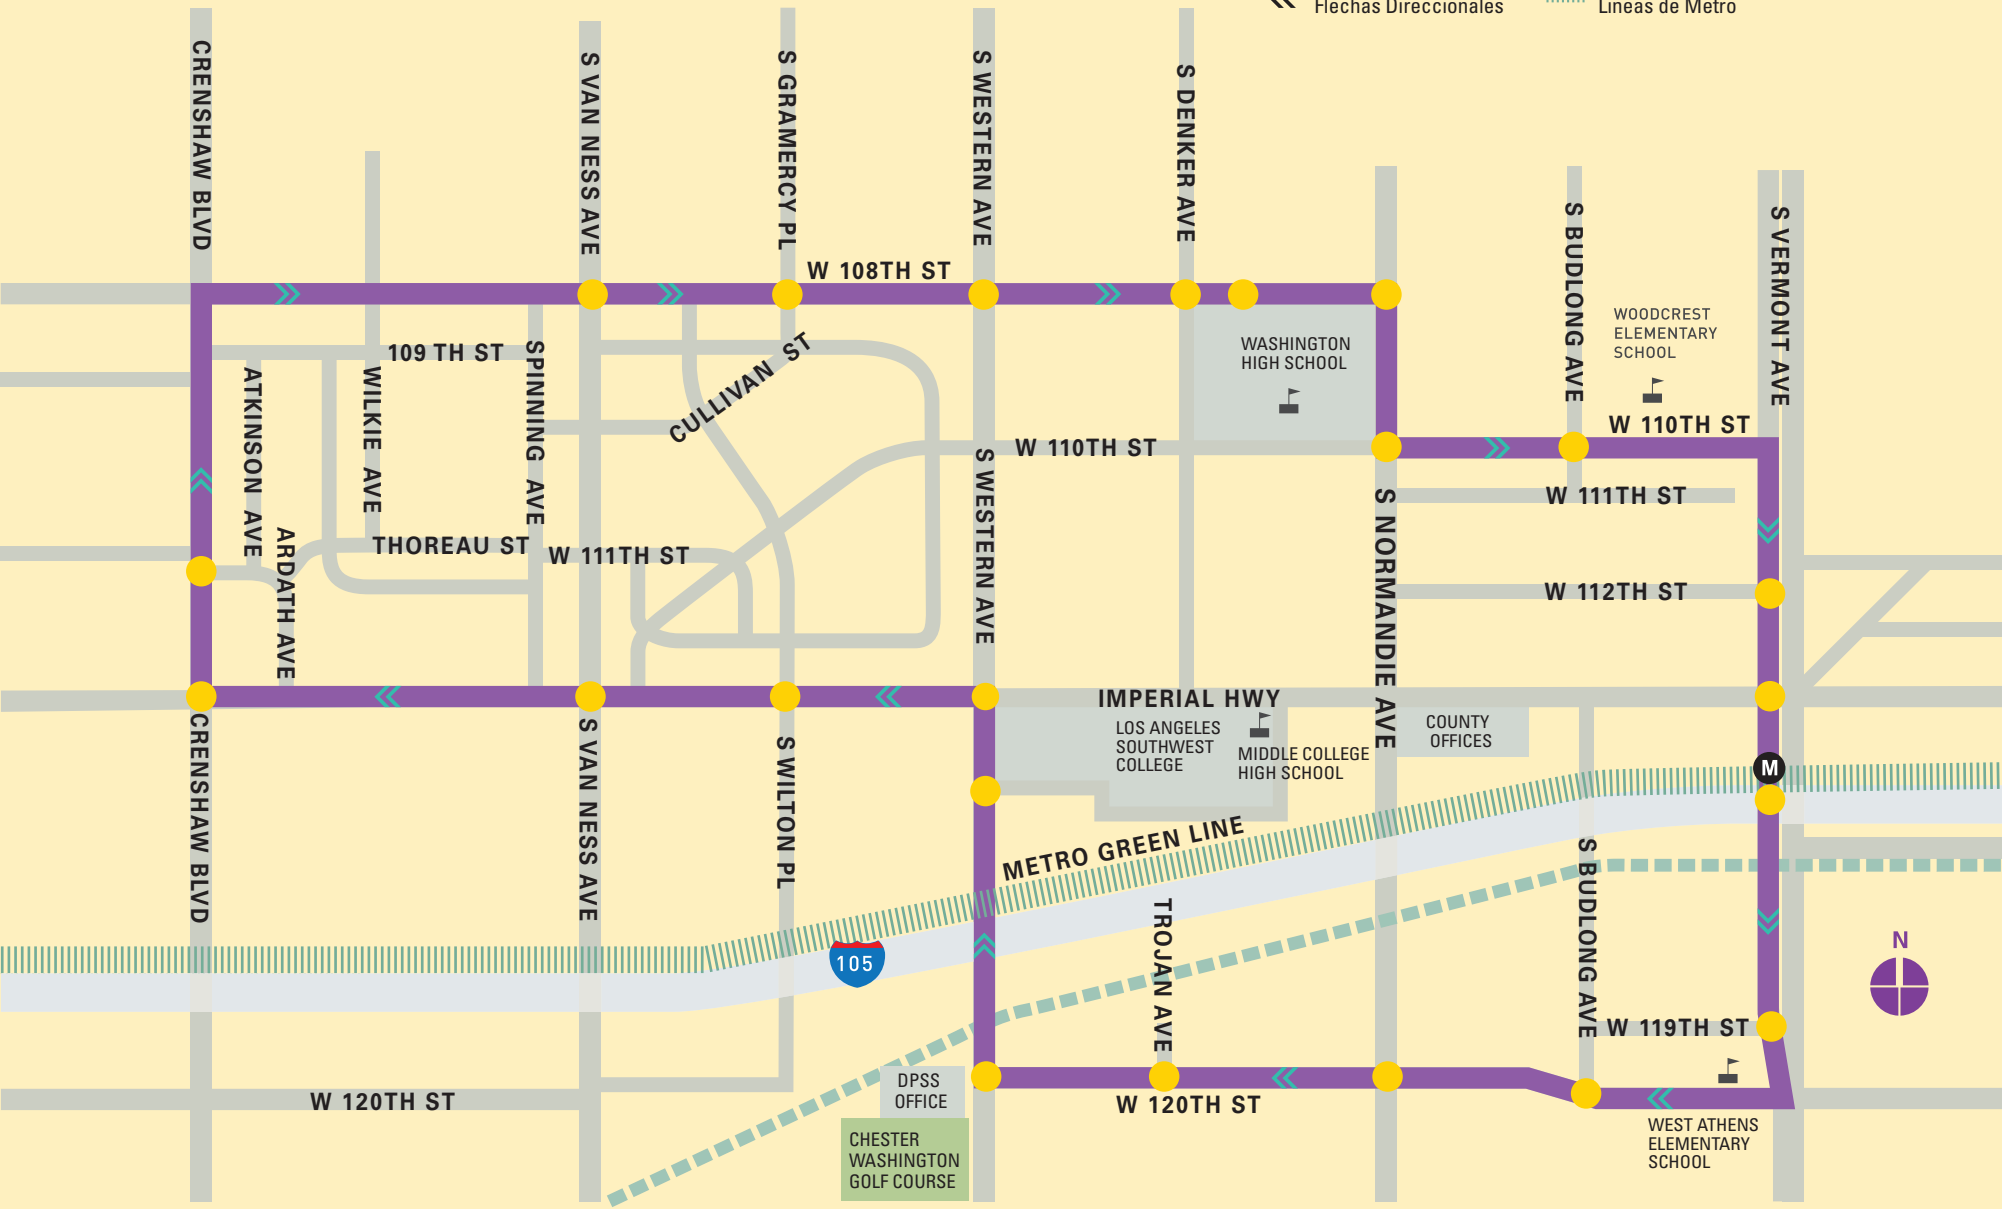 Flechas Direccionales
Líneas de Metro
CRENSHAW BLVD
S VAN NESS AVE
S GRAMERCY PL
S WESTERN AVE
S DENKER AVE
S BUDLONG AVE
S VERMONT AVE
W 108TH ST
WOODCREST
ELEMENTARY
SCHOOL
109 TH ST
CULLIVAN ST
WASHINGTON
HIGH SCHOOL
ATKINSON AVE
WILKIE AVE
SPINNING AVE
W 110TH ST
W 110TH ST
S WESTERN AVE
S NORMANDIE AVE
W 111TH ST
ARDATH AVE
THOREAU ST
W 111TH ST
W 112TH ST
IMPERIAL HWY
LOS ANGELES
SOUTHWEST
COLLEGE
MIDDLE COLLEGE
HIGH SCHOOL
COUNTY
OFFICES
CRENSHAW BLVD
S VAN NESS AVE
S WILTON PL
M
METRO GREEN LINE
S BUDLONG AVE
TROJAN AVE
105
N
W 119TH ST
DPSS
OFFICE
W 120TH ST
W 120TH ST
CHESTER
WASHINGTON
GOLF COURSE
WEST ATHENS
ELEMENTARY
SCHOOL